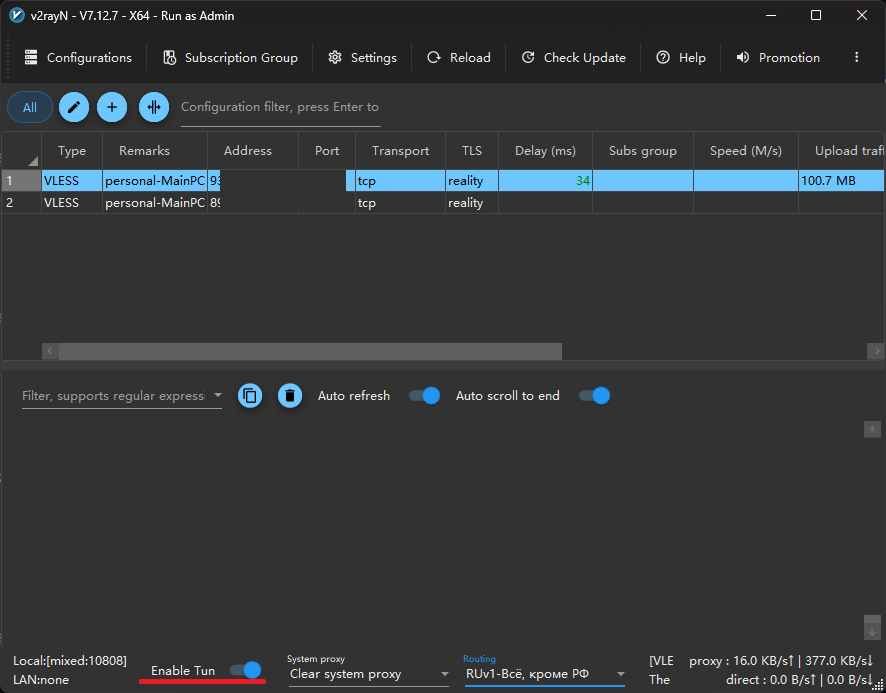 v2rayN - V7.12.7 - X64 - Run as Admin
Configurations Subscription Group Settings Reload Check Update Help Promotion
All Configuration filter, press Enter to
Type Remarks Address Port Transport TLS Delay (ms) Subs group Speed (M/s) Upload traff
1 VLESS personal-MainPC 93 tcp reality 34 100.7 MB
2 VLESS personal-MainPC 89 tcp reality
Filter, supports regular expressi Auto refresh Auto scroll to end
Local:[mixed:10808]
LAN:none
Enable Tun
System proxy
Clear system proxy
Routing
RUv1-Всё, кроме РФ
[VLE proxy : 16.0 KB/s↑ | 377.0 KB/s↓
The direct : 0.0 B/s↑ | 0.0 B/s↓